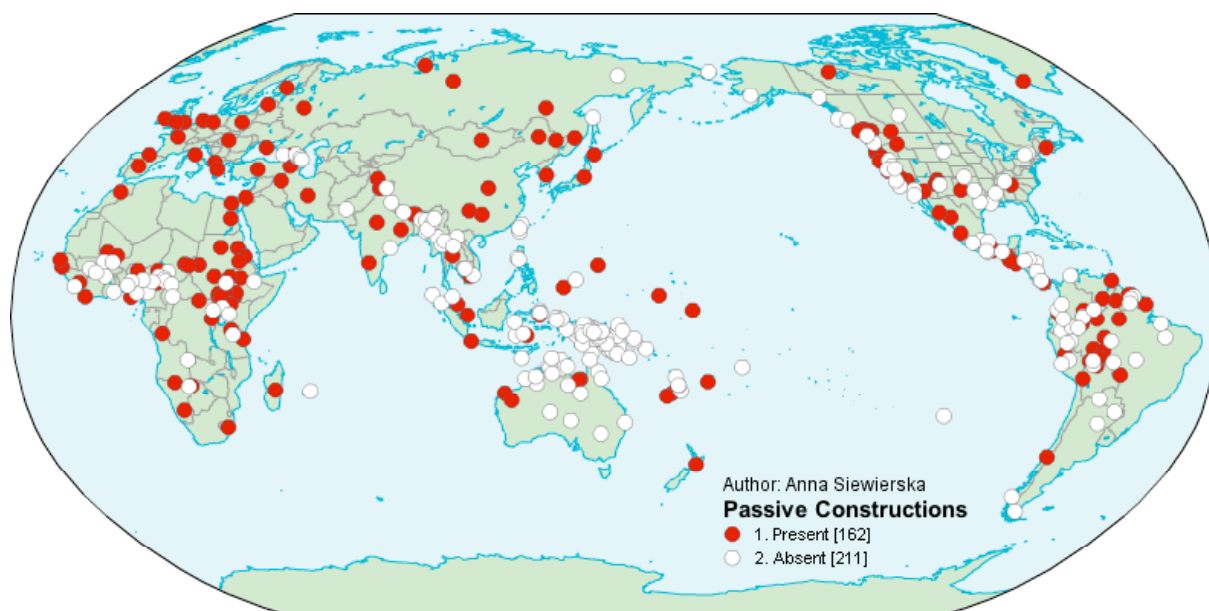 Author: Anna Siewierska
Passive Constructions
1. Present [162]
2. Absent [211]